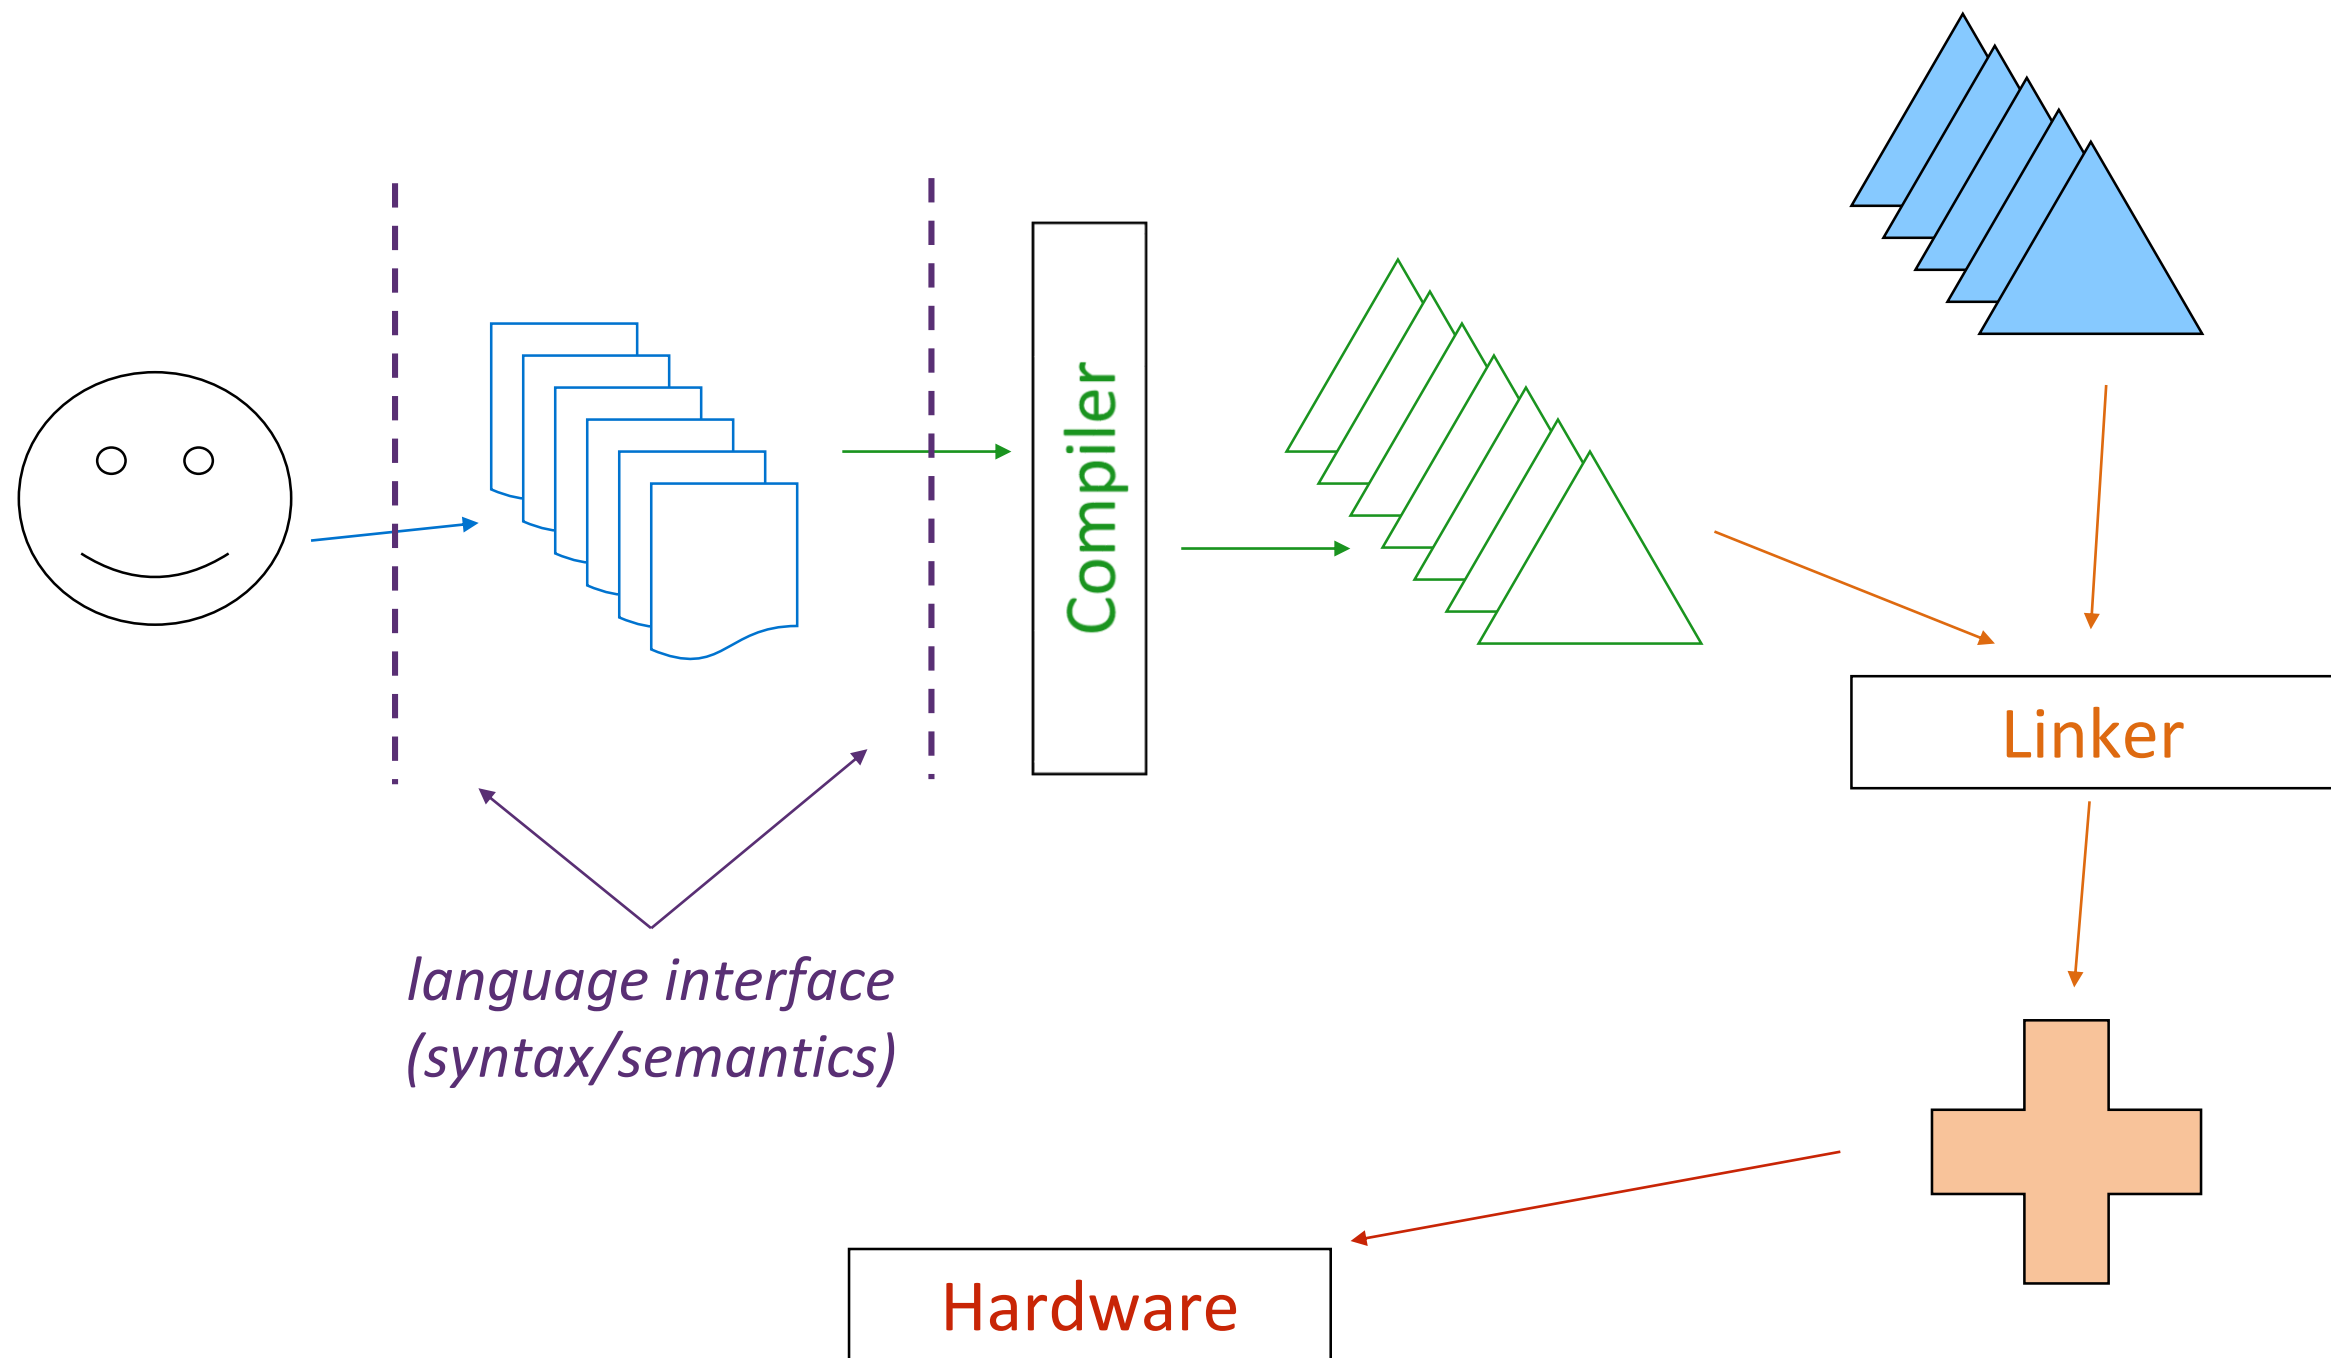 Compiler
Linker
language interface
(syntax/semantics)
Hardware